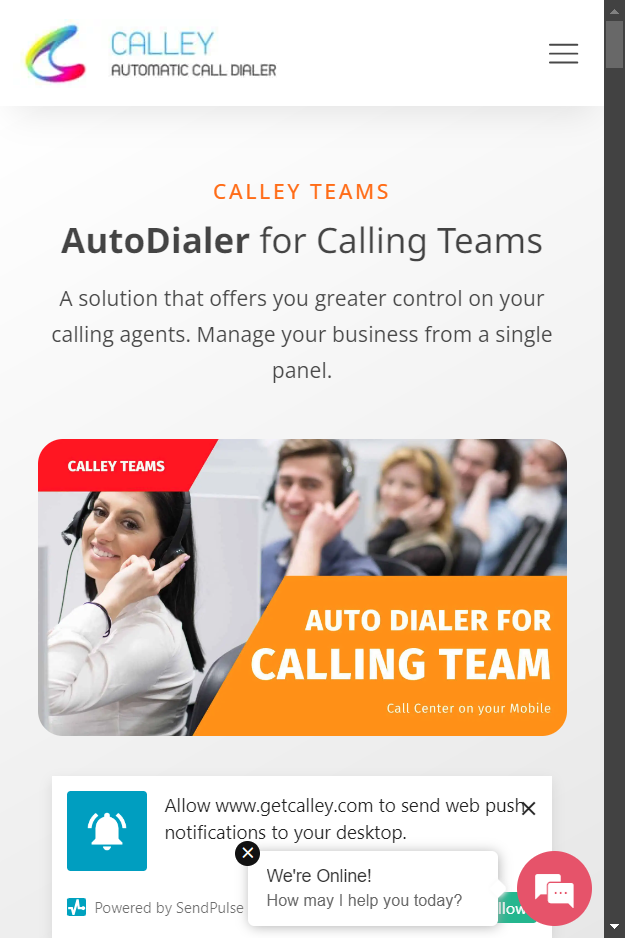 CALLEY
AUTOMATIC CALL DIALER
CALLEY TEAMS
AutoDialer for Calling Teams
A solution that offers you greater control on your
calling agents. Manage your business from a single
panel.
CALLEY TEAMS
AUTO DIALER FOR
CALLING TEAM
Call Center on your Mobile
Allow www.getcalley.com to send web push
notifications to your desktop.
We're Online!
How may I help you today?
Powered by SendPulse